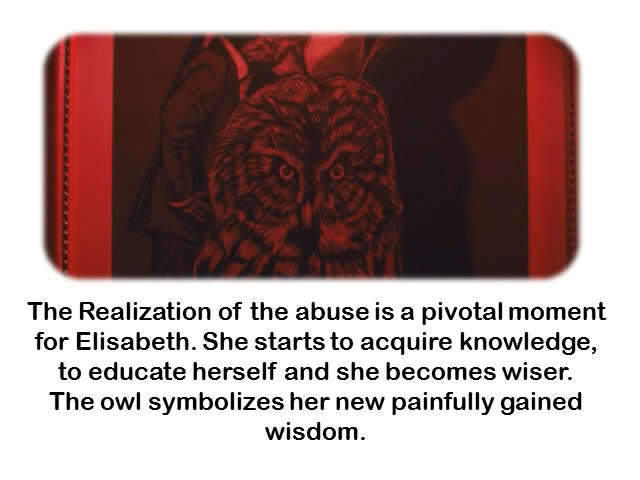 The Realization of the abuse is a pivotal moment
for Elisabeth. She starts to acquire knowledge,
to educate herself and she becomes wiser.
The owl symbolizes her new painfully gained
wisdom.